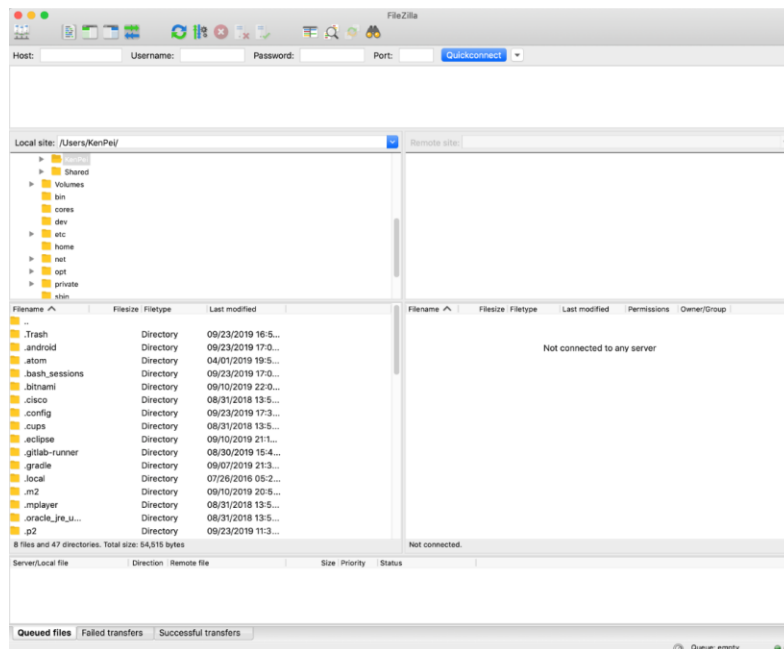 FileZilla
Host: Username: Password: Port: Quickconnect
Local site: /Users/KenPei/ Remote site:
KenPei
Shared
Volumes
bin
cores
dev
etc
home
net
opt
private
sbin
Filename Filesize Filetype Last modified Filename Filesize Filetype Last modified Permissions Owner/Group
..
.Trash Directory 09/23/2019 16:5...
.android Directory 09/23/2019 17:0... Not connected to any server
.atom Directory 04/01/2019 19:5...
.bash_sessions Directory 09/23/2019 17:0...
.bitnami Directory 09/10/2019 22:0...
.cisco Directory 08/31/2018 13:5...
.config Directory 09/23/2019 17:3...
.cups Directory 08/31/2018 13:5...
.eclipse Directory 09/10/2019 21:1...
.gitlab-runner Directory 08/30/2019 15:4...
.gradle Directory 09/07/2019 21:3...
.local Directory 07/26/2016 05:2...
.m2 Directory 09/10/2019 20:5...
.mplayer Directory 08/31/2018 13:5...
.oracle_jre_u... Directory 08/31/2018 13:5...
.p2 Directory 09/23/2019 11:3...
8 files and 47 directories. Total size: 54,515 bytes Not connected.
Server/Local file Direction Remote file Size Priority Status
Queued files Failed transfers Successful transfers
Queue: empty